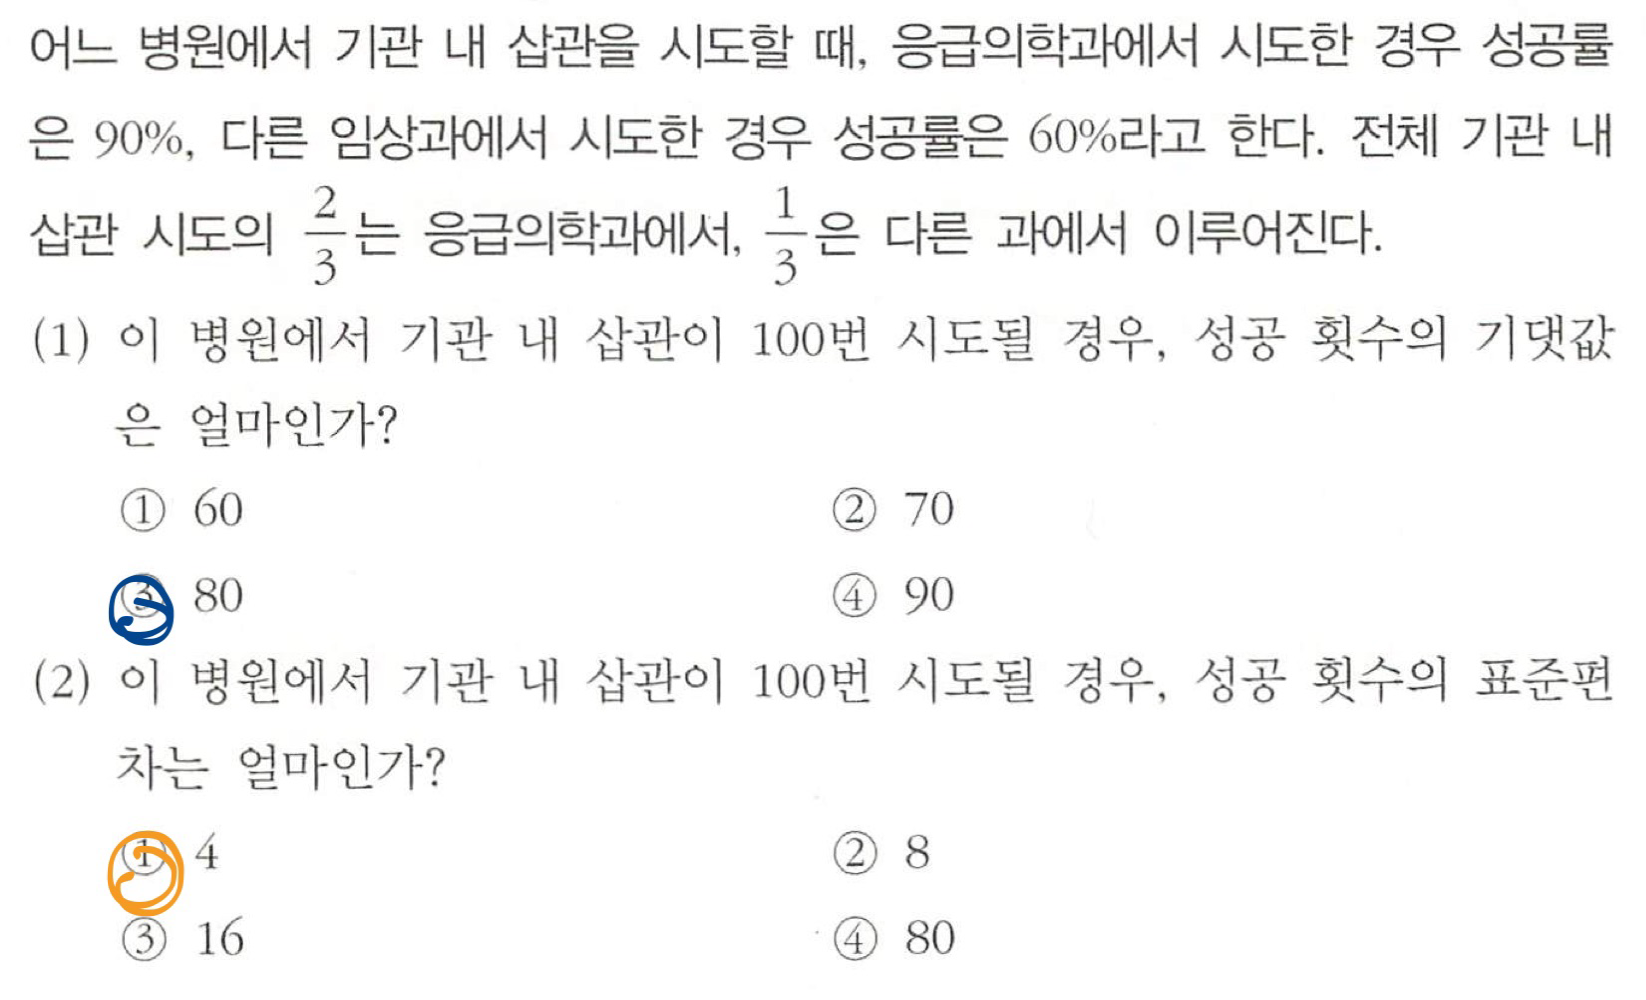 어느 병원에서 기관 내 삽관을 시도할 때, 응급의학과에서 시도한 경우 성공률
은 90%, 다른 임상과에서 시도한 경우 성공률은 60%라고 한다. 전체 기관 내
삽관 시도의 2/3는 응급의학과에서, 1/3은 다른 과에서 이루어진다.
(1) 이 병원에서 기관 내 삽관이 100번 시도될 경우, 성공 횟수의 기댓값
은 얼마인가?
① 60 ② 70
③ 80 ④ 90
(2) 이 병원에서 기관 내 삽관이 100번 시도될 경우, 성공 횟수의 표준편
차는 얼마인가?
① 4 ② 8
③ 16 ④ 80